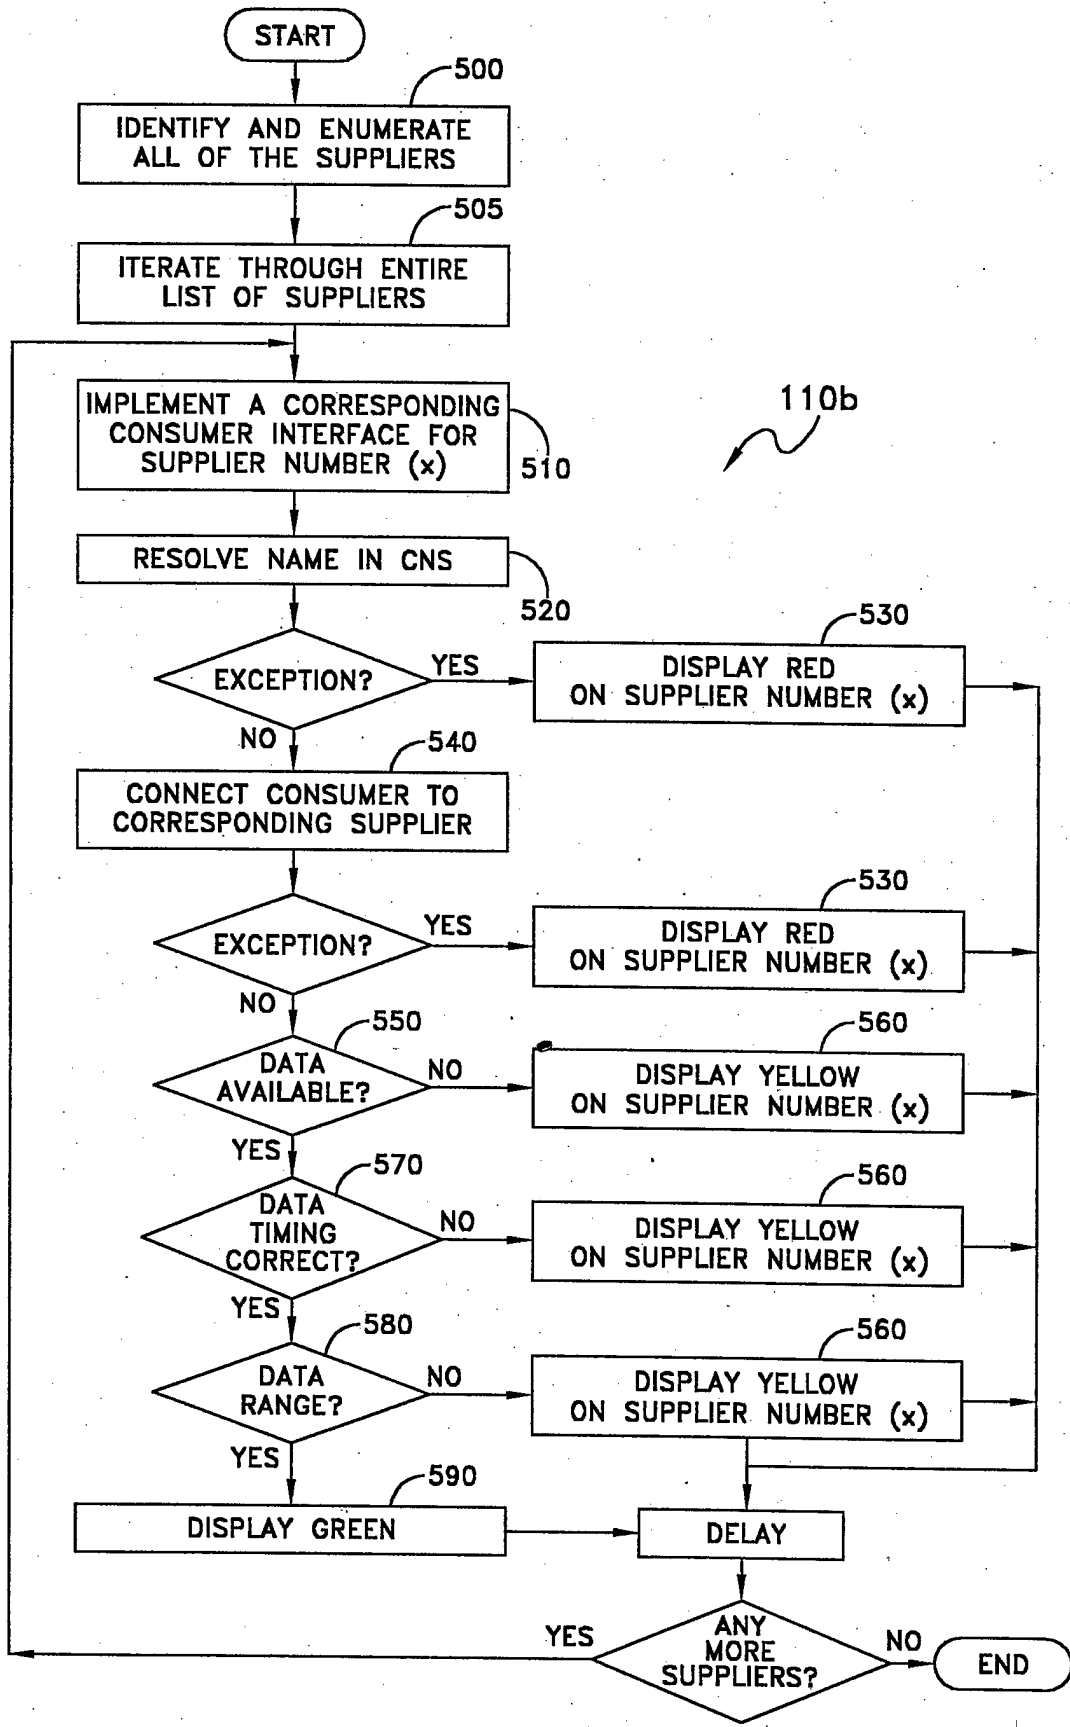 START
500
IDENTIFY AND ENUMERATE
ALL OF THE SUPPLIERS
505
ITERATE THROUGH ENTIRE
LIST OF SUPPLIERS
110b
IMPLEMENT A CORRESPONDING
CONSUMER INTERFACE FOR
SUPPLIER NUMBER (x)
510
RESOLVE NAME IN CNS
520
EXCEPTION?
YES
530
DISPLAY RED
ON SUPPLIER NUMBER (x)
NO
540
CONNECT CONSUMER TO
CORRESPONDING SUPPLIER
EXCEPTION?
YES
530
DISPLAY RED
ON SUPPLIER NUMBER (x)
NO
550
DATA
AVAILABLE?
NO
560
DISPLAY YELLOW
ON SUPPLIER NUMBER (x)
YES
570
DATA
TIMING
CORRECT?
NO
560
DISPLAY YELLOW
ON SUPPLIER NUMBER (x)
YES
580
DATA
RANGE?
NO
560
DISPLAY YELLOW
ON SUPPLIER NUMBER (x)
YES
590
DISPLAY GREEN
DELAY
ANY
MORE
SUPPLIERS?
YES
NO
END